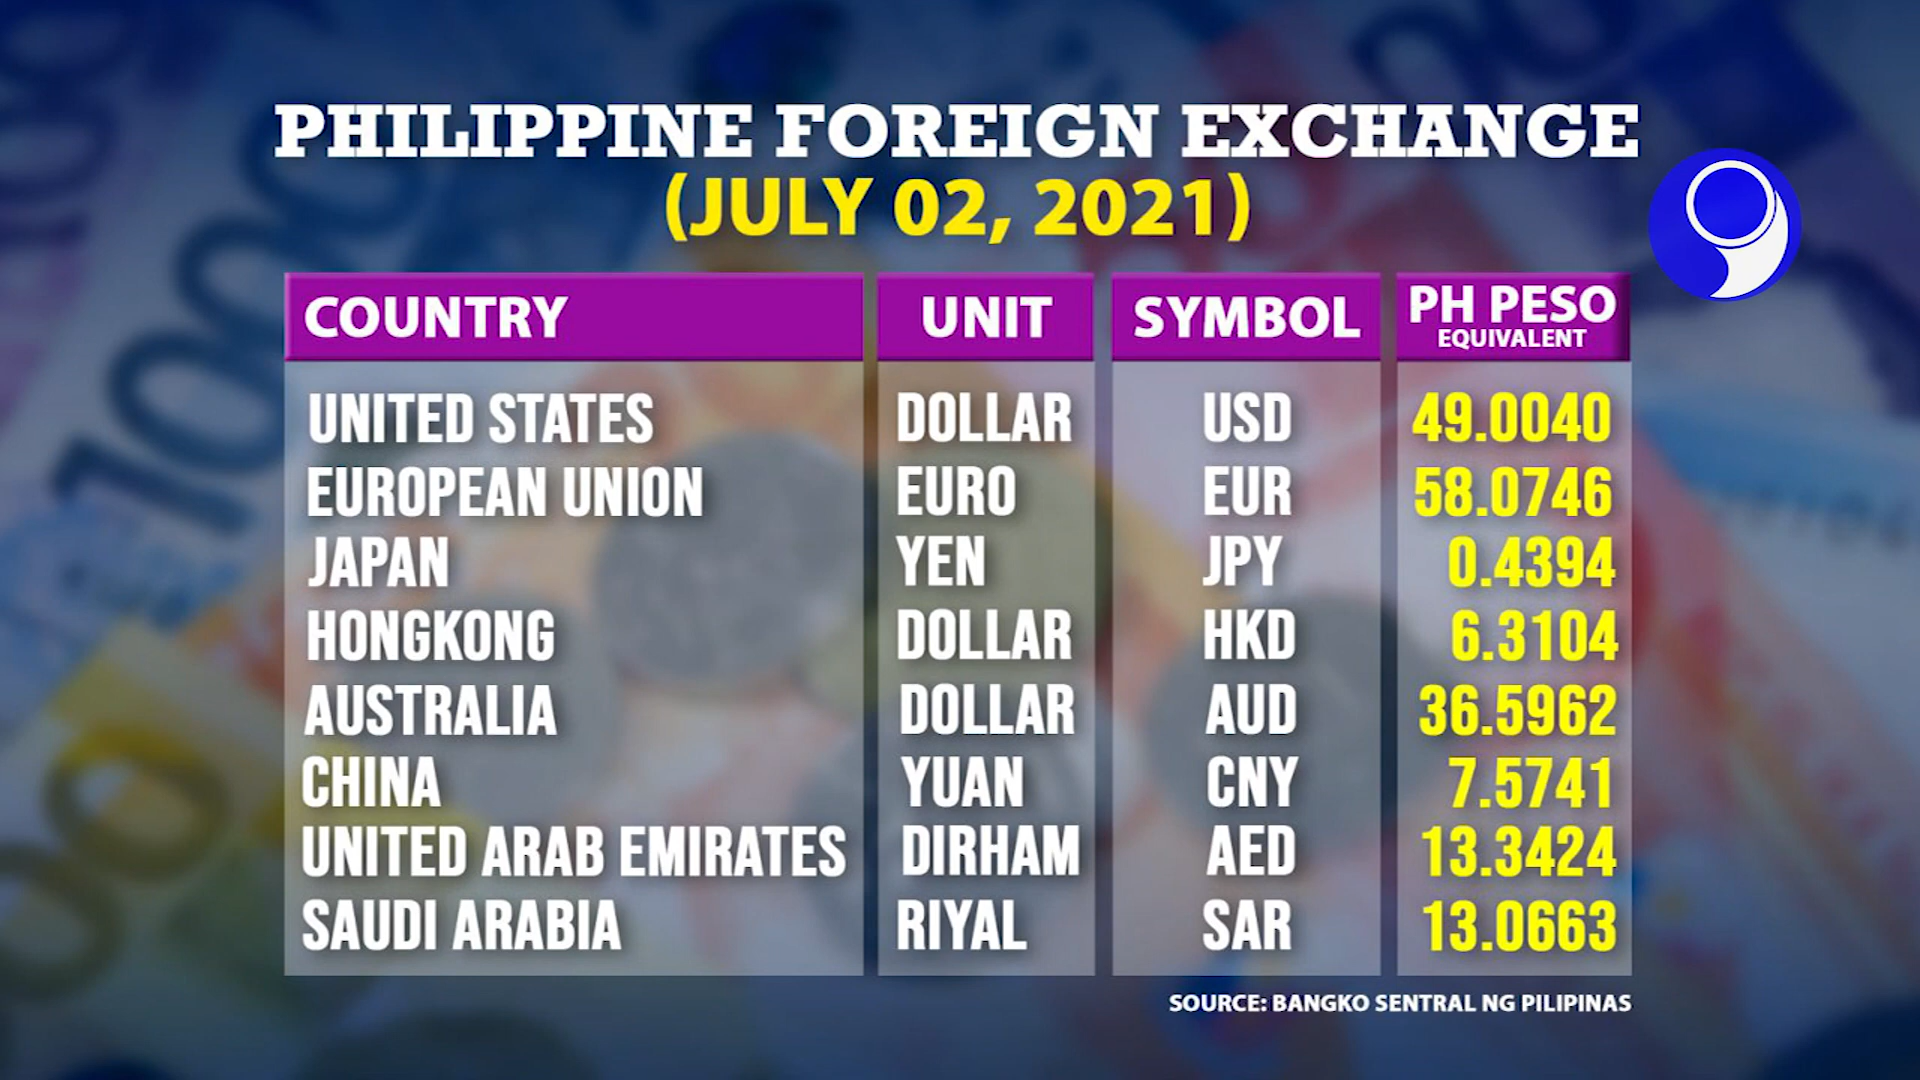 PHILIPPINE FOREIGN EXCHANGE
(JULY 02, 2021)
COUNTRY UNIT SYMBOL PH PESO EQUIVALENT
UNITED STATES DOLLAR USD 49.0040
EUROPEAN UNION EURO EUR 58.0746
JAPAN YEN JPY 0.4394
HONGKONG DOLLAR HKD 6.3104
AUSTRALIA DOLLAR AUD 36.5962
CHINA YUAN CNY 7.5741
UNITED ARAB EMIRATES DIRHAM AED 13.3424
SAUDI ARABIA RIYAL SAR 13.0663
SOURCE: BANGKO SENTRAL NG PILIPINAS